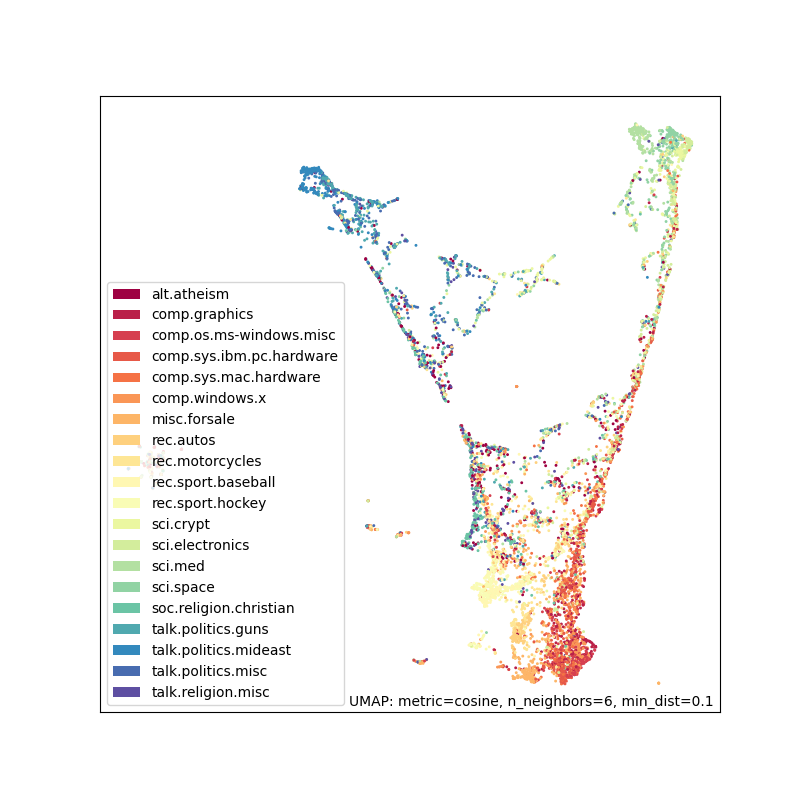 alt.atheism
comp.graphics
comp.os.ms-windows.misc
comp.sys.ibm.pc.hardware
comp.sys.mac.hardware
comp.windows.x
misc.forsale
rec.autos
rec.motorcycles
rec.sport.baseball
rec.sport.hockey
sci.crypt
sci.electronics
sci.med
sci.space
soc.religion.christian
talk.politics.guns
talk.politics.mideast
talk.politics.misc
talk.religion.misc
UMAP: metric=cosine, n_neighbors=6, min_dist=0.1